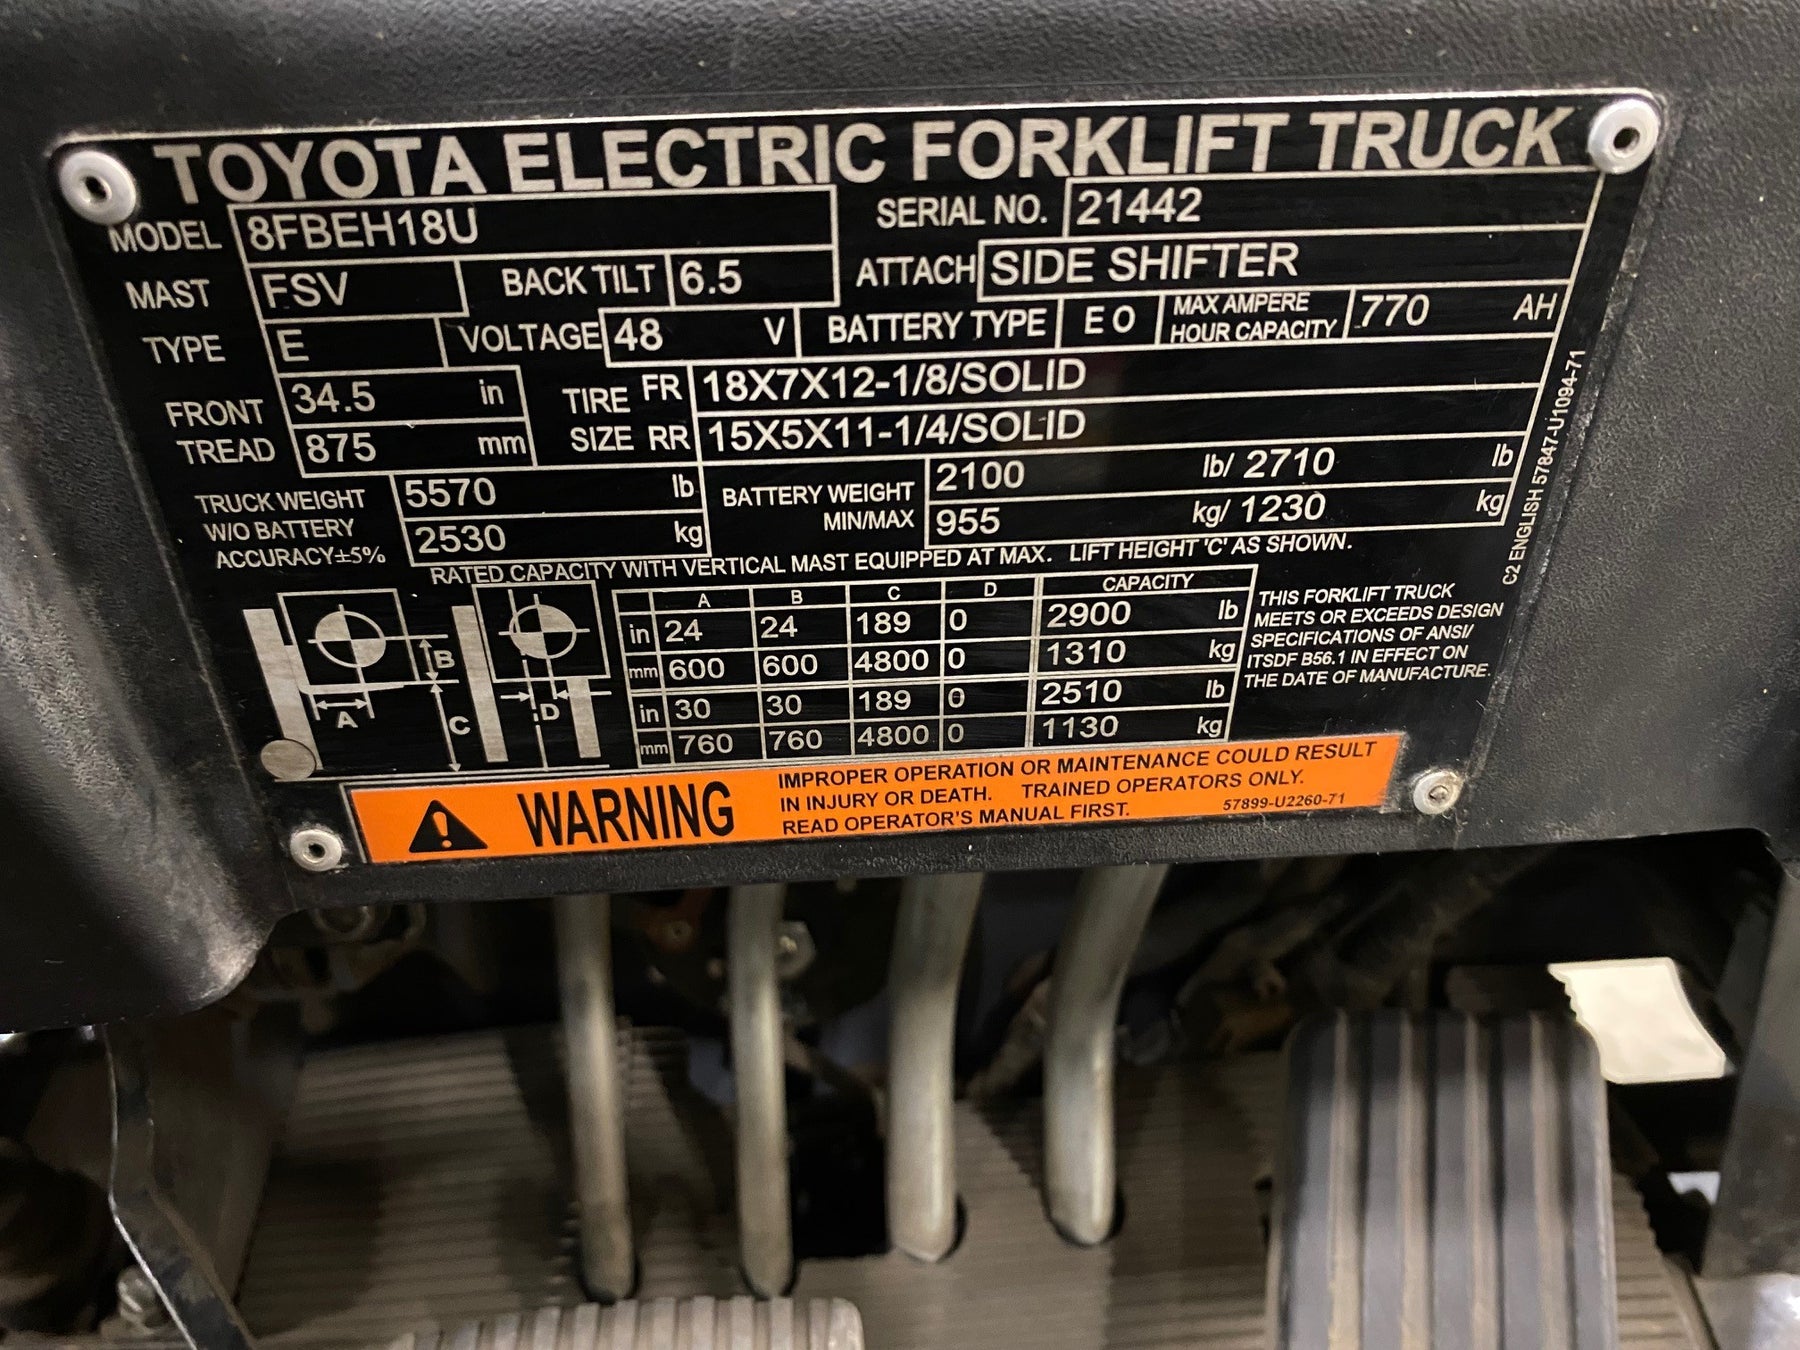 TOYOTA ELECTRIC FORKLIFT TRUCK
MODEL 8FBEH18U SERIAL NO. 21442
MAST FSV BACK TILT 6.5 ATTACH SIDE SHIFTER
TYPE E VOLTAGE 48 V BATTERY TYPE E O MAX AMPERE HOUR CAPACITY 770 AH
FRONT TREAD 34.5 in
875 mm
TIRE SIZE FR 18X7X12-1/8/SOLID
RR 15X5X11-1/4/SOLID
TRUCK WEIGHT W/O BATTERY ACCURACY±5% 5570 lb
2530 kg
BATTERY WEIGHT MIN/MAX 2100 lb/ 2710 lb
955 kg/ 1230 kg
RATED CAPACITY WITH VERTICAL MAST EQUIPPED AT MAX. LIFT HEIGHT 'C' AS SHOWN.
A B C D CAPACITY
in 24 24 189 0 2900 lb
mm 600 600 4800 0 1310 kg
in 30 30 189 0 2510 lb
mm 760 760 4800 0 1130 kg
A B C D
THIS FORKLIFT TRUCK
MEETS OR EXCEEDS DESIGN
SPECIFICATIONS OF ANSI/
ITSDF B56.1 IN EFFECT ON
THE DATE OF MANUFACTURE.
C2 ENGLISH 57847-U1094-71
WARNING
IMPROPER OPERATION OR MAINTENANCE COULD RESULT
IN INJURY OR DEATH. TRAINED OPERATORS ONLY.
READ OPERATOR'S MANUAL FIRST. 57899-U2260-71